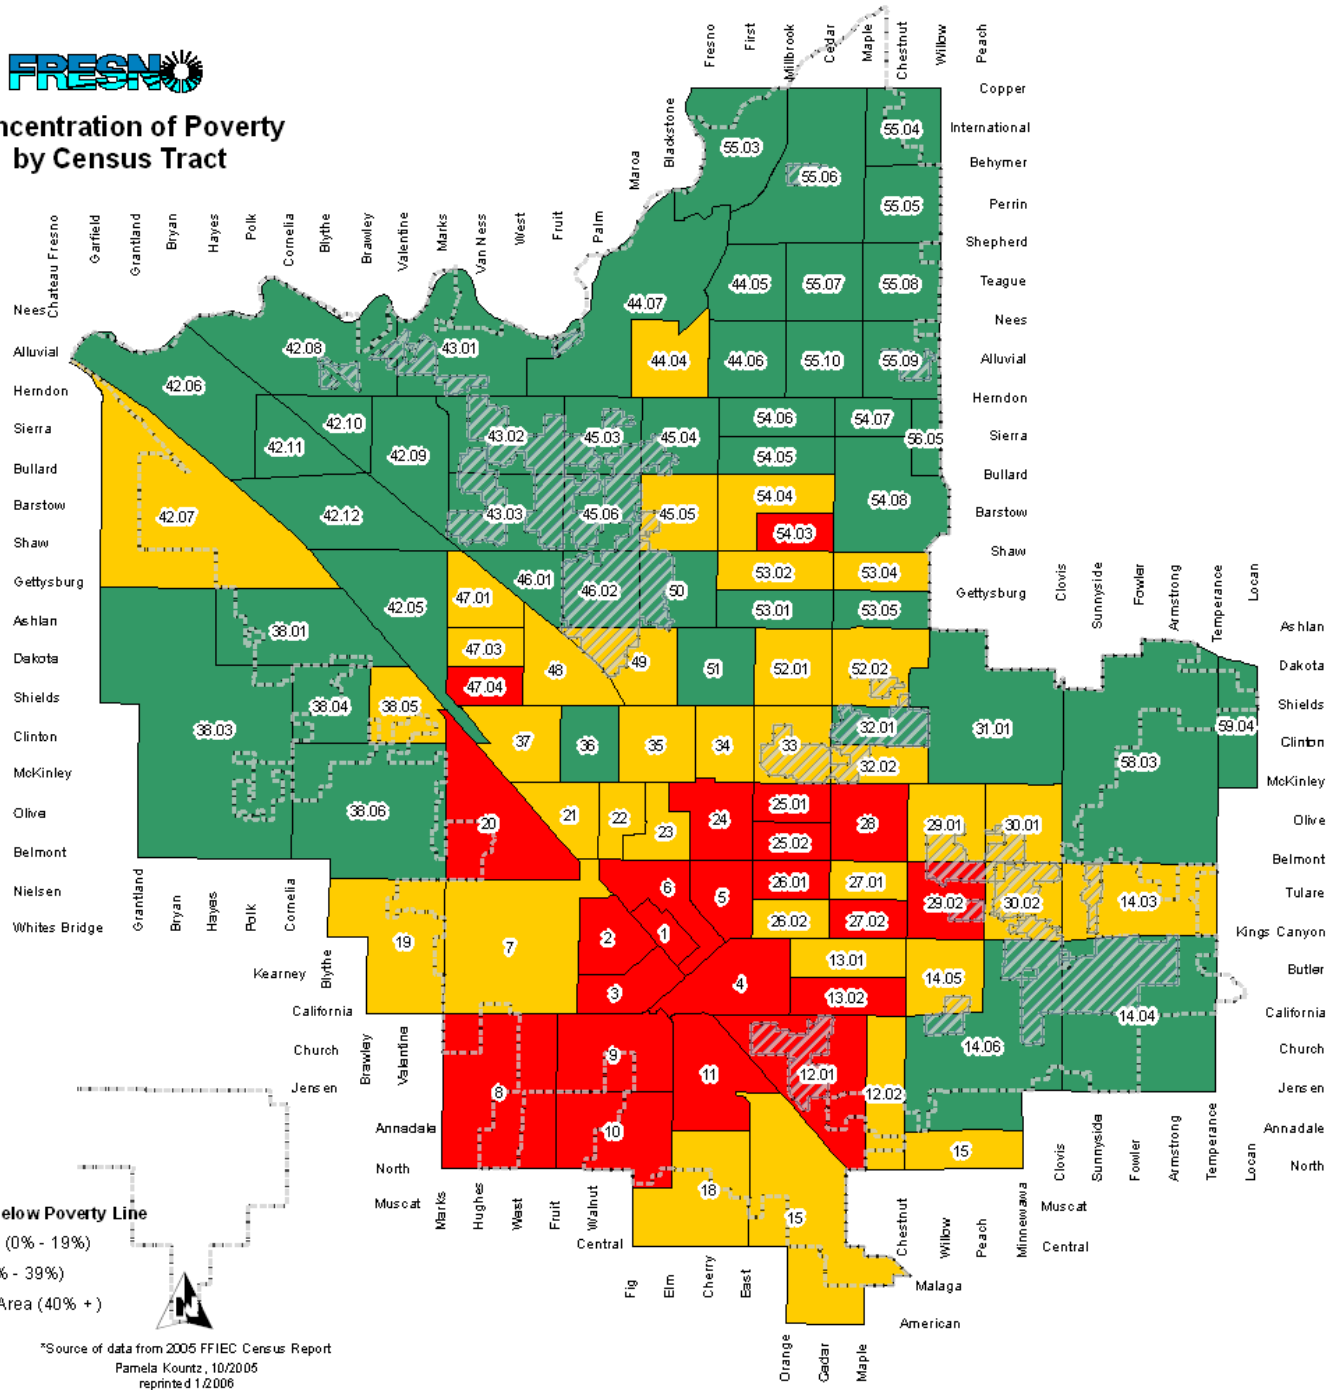 FRESNO
ncentration of Poverty
by Census Tract
Fresno
First
Millbrook
Cedar
Maple
Chestnut
Willow
Peach
Copper
International
Behymer
Perrin
Shepherd
Teague
Nees
Alluvial
Herndon
Sierra
Bullard
Barstow
Shaw
Gettysburg
Blackstone
Maroa
Palm
Fruit
West
Van Ness
Marks
Valentine
Brawley
Blythe
Cornelia
Polk
Hayes
Bryan
Grantland
Garfield
Chateau Fresno
Nees
Alluvial
Herndon
Sierra
Bullard
Barstow
Shaw
Gettysburg
Ashlan
Dakota
Shields
Clinton
McKinley
Olive
Belmont
Nielsen
Whites Bridge
Clovis
Sunnyside
Fowler
Armstrong
Temperance
Locan
Ashlan
Dakota
Shields
Clinton
McKinley
Olive
Belmont
Tulare
Kings Canyon
Butler
California
Church
Jensen
Annadale
North
55.03
55.04
55.06
55.05
44.07
44.05
55.07
55.08
42.08
43.01
44.04
44.06
55.10
55.09
42.06
42.10
42.11
42.09
43.02
45.03
45.04
54.06
54.07
56.05
54.05
42.07
42.12
43.03
45.06
45.05
54.04
54.03
54.08
46.01
46.02
50
53.02
53.04
53.01
53.05
42.05
47.01
47.03
47.04
48
49
51
52.01
52.02
38.01
38.03
38.04
38.05
38.06
37
36
35
34
33
32.01
32.02
31.01
58.03
59.04
20
21
22
23
24
25.01
25.02
28
29.01
30.01
6
5
26.01
27.01
29.02
30.02
14.03
26.02
27.02
19
7
2
1
3
4
13.01
13.02
14.05
14.04
14.06
8
9
10
11
12.01
12.02
15
18
15
Grantland
Bryan
Hayes
Polk
Cornelia
Blythe
Kearney
California
Brawley
Valentine
Church
Jensen
Annadale
North
Muscat
Marks
Hughes
West
Fruit
Walnut
Central
Fig
Elm
Cherry
East
Orange
Cedar
Maple
Chestnut
Willow
Peach
Minnewawa
Clovis
Sunnyside
Fowler
Armstrong
Temperance
Locan
Muscat
Central
Malaga
American
elow Poverty Line
(0% - 19%)
% - 39%)
Area (40% + )
N
*Source of data from 2005 FFIEC Census Report
Pamela Kountz, 10/2005
reprinted 1/2006